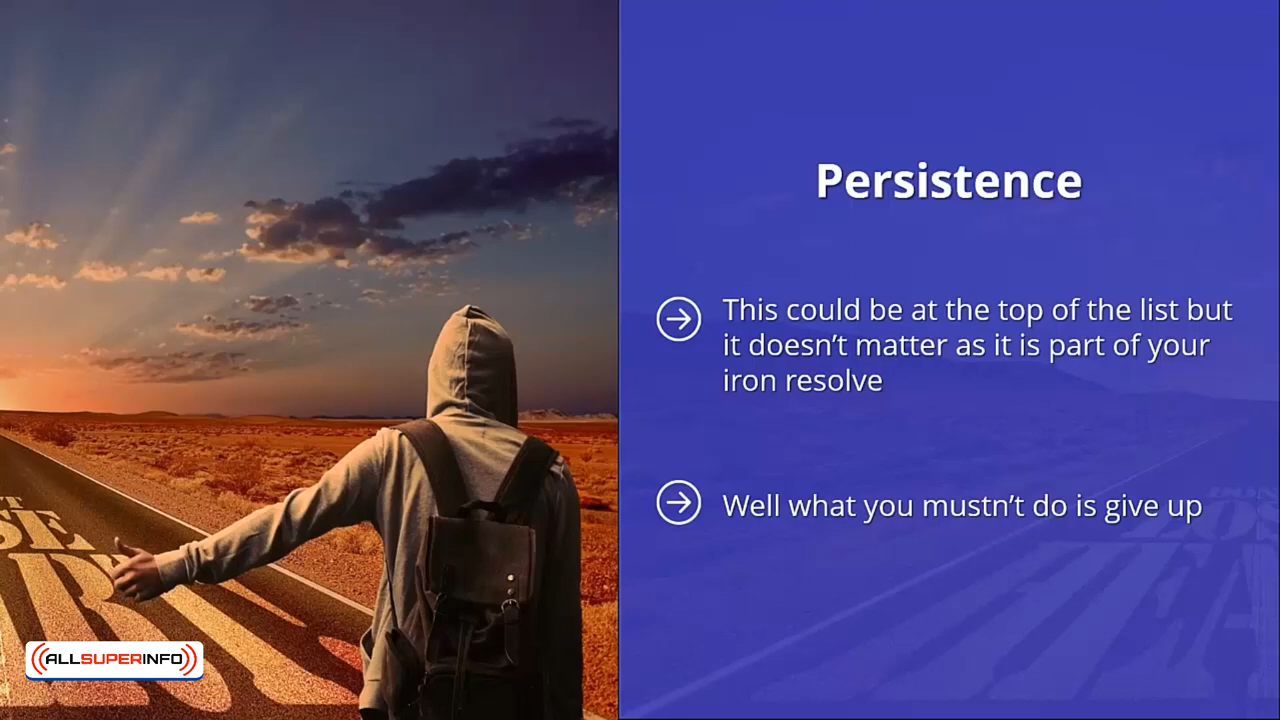 Persistence
This could be at the top of the list but
it doesn't matter as it is part of your
iron resolve
Well what you mustn't do is give up
ALLSUPERINFO